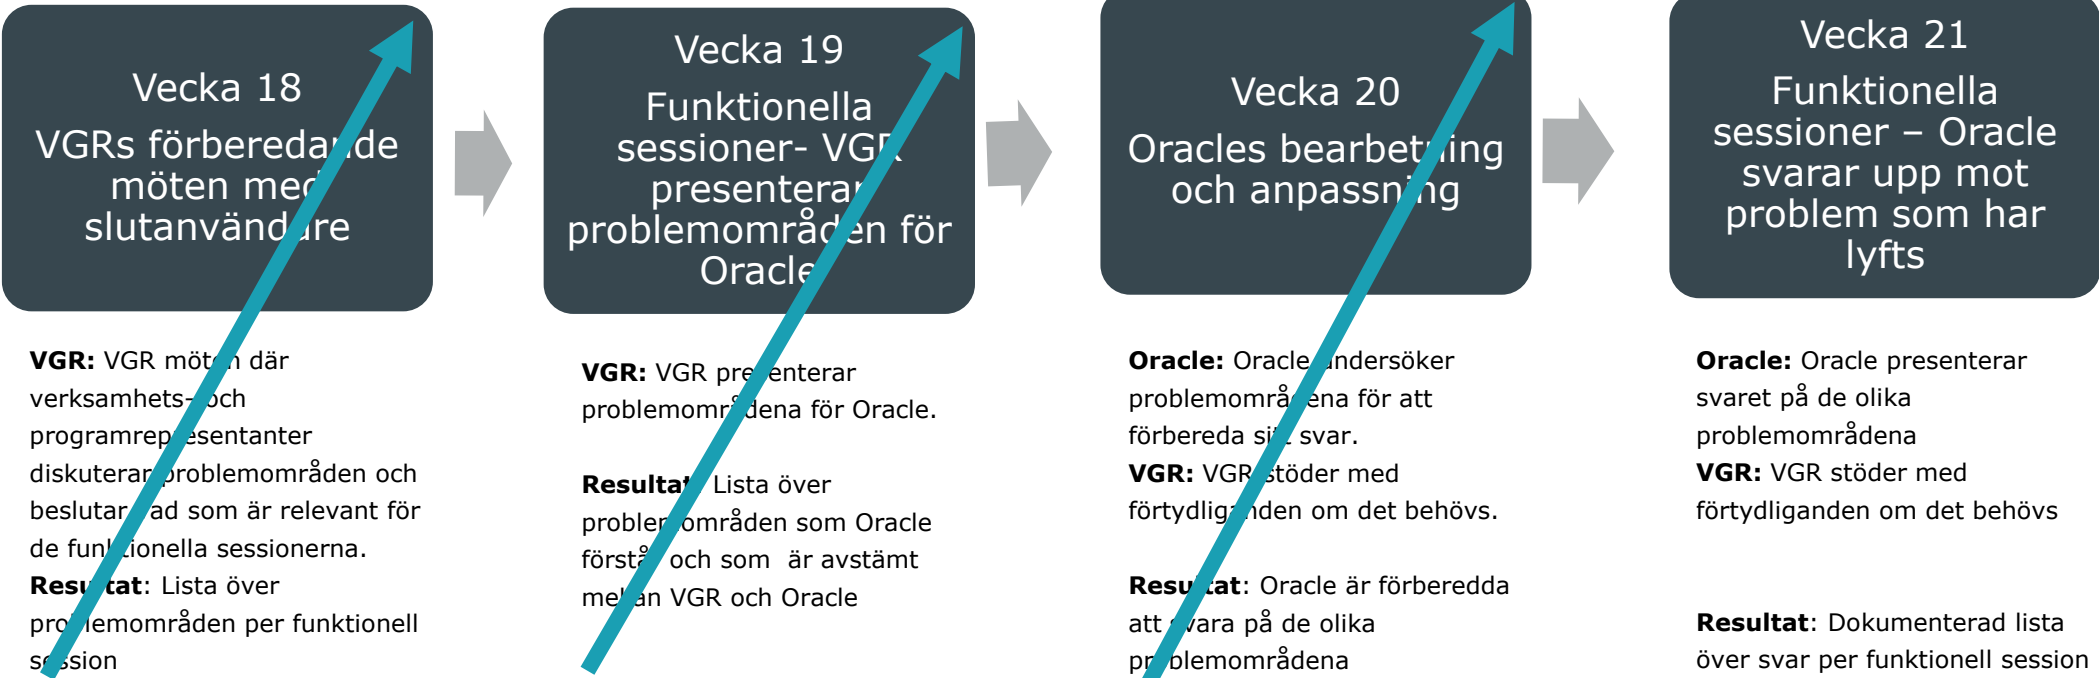 Vecka 18
VGRs förberedande
möten med
slutanvändare
VGR: VGR möten där
verksamhets- och
programrepresentanter
diskuterar problemområden och
beslutar vad som är relevant för
de funktionella sessionerna.
Resultat: Lista över
problemområden per funktionell
session
Vecka 19
Funktionella
sessioner- VGR
presenterar
problemområden för
Oracle
VGR: VGR presenterar
problemområdena för Oracle.
Resultat: Lista över
problemområden som Oracle
förstår och som  är avstämt
mellan VGR och Oracle
Vecka 20
Oracles bearbetning
och anpassning
Oracle: Oracle undersöker
problemområdena för att
förbereda sitt svar.
VGR: VGR stöder med
förtydliganden om det behövs.
Resultat: Oracle är förberedda
att svara på de olika
problemområdena
Vecka 21
Funktionella
sessioner – Oracle
svarar upp mot
problem som har
lyfts
Oracle: Oracle presenterar
svaret på de olika
problemområdena
VGR: VGR stöder med
förtydliganden om det behövs
Resultat: Dokumenterad lista
över svar per funktionell session